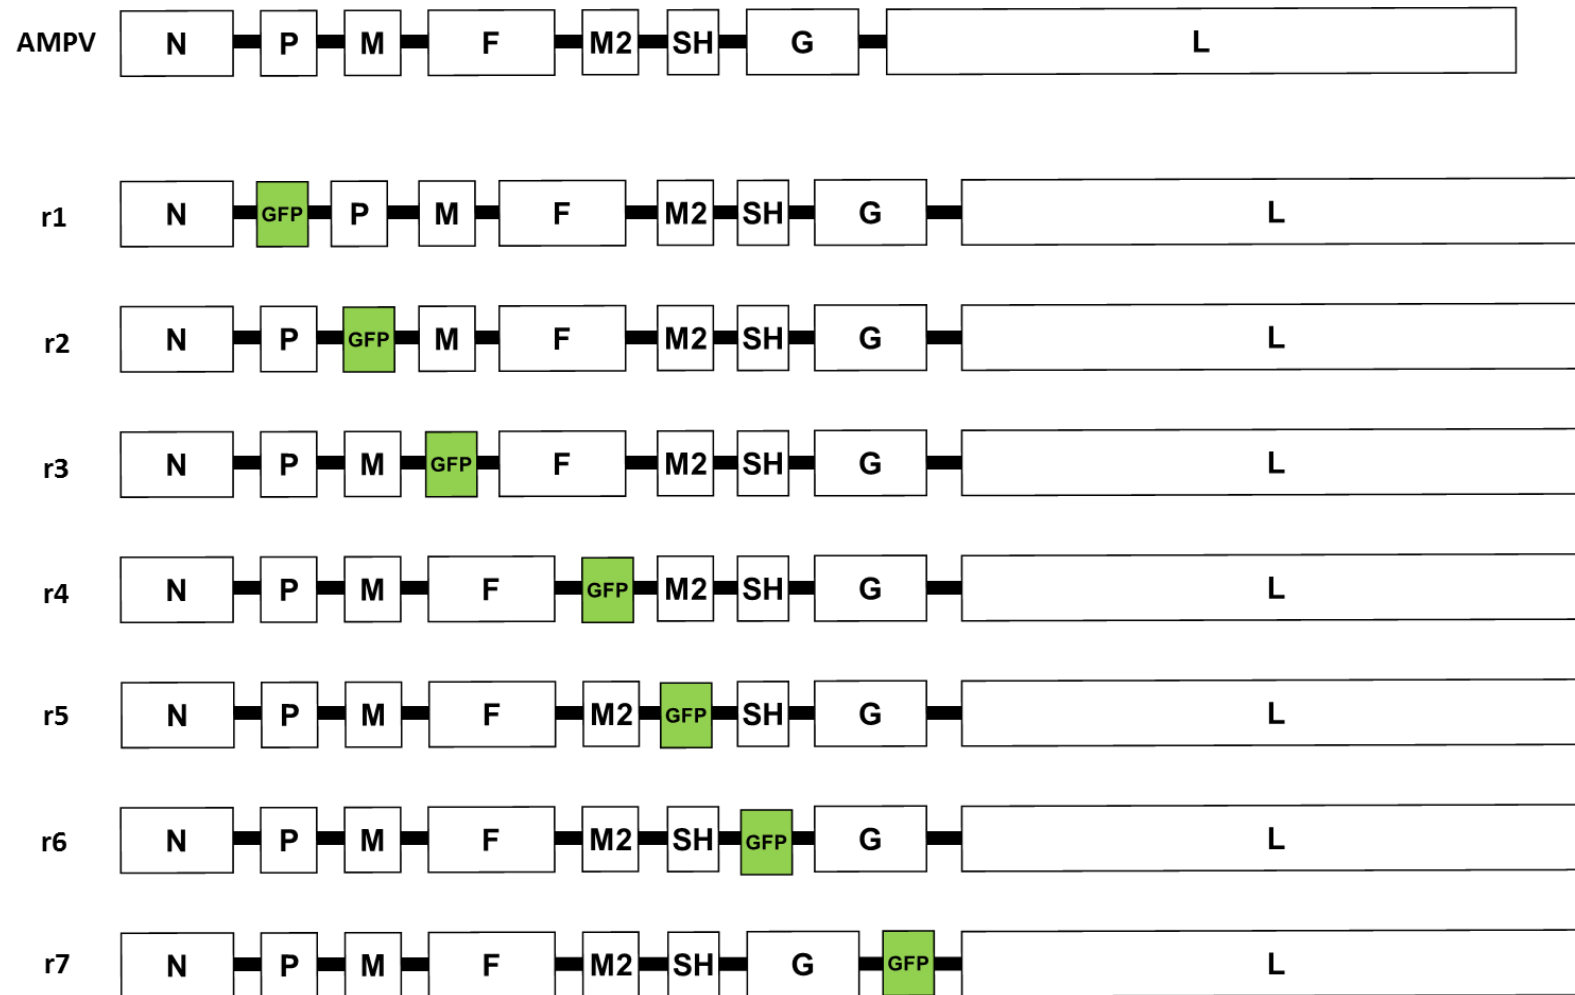 AMPV N P M F M2 SH G L
r1 N GFP P M F M2 SH G L
r2 N P GFP M F M2 SH G L
r3 N P M GFP F M2 SH G L
r4 N P M F GFP M2 SH G L
r5 N P M F M2 GFP SH G L
r6 N P M F M2 SH GFP G L
r7 N P M F M2 SH G GFP L